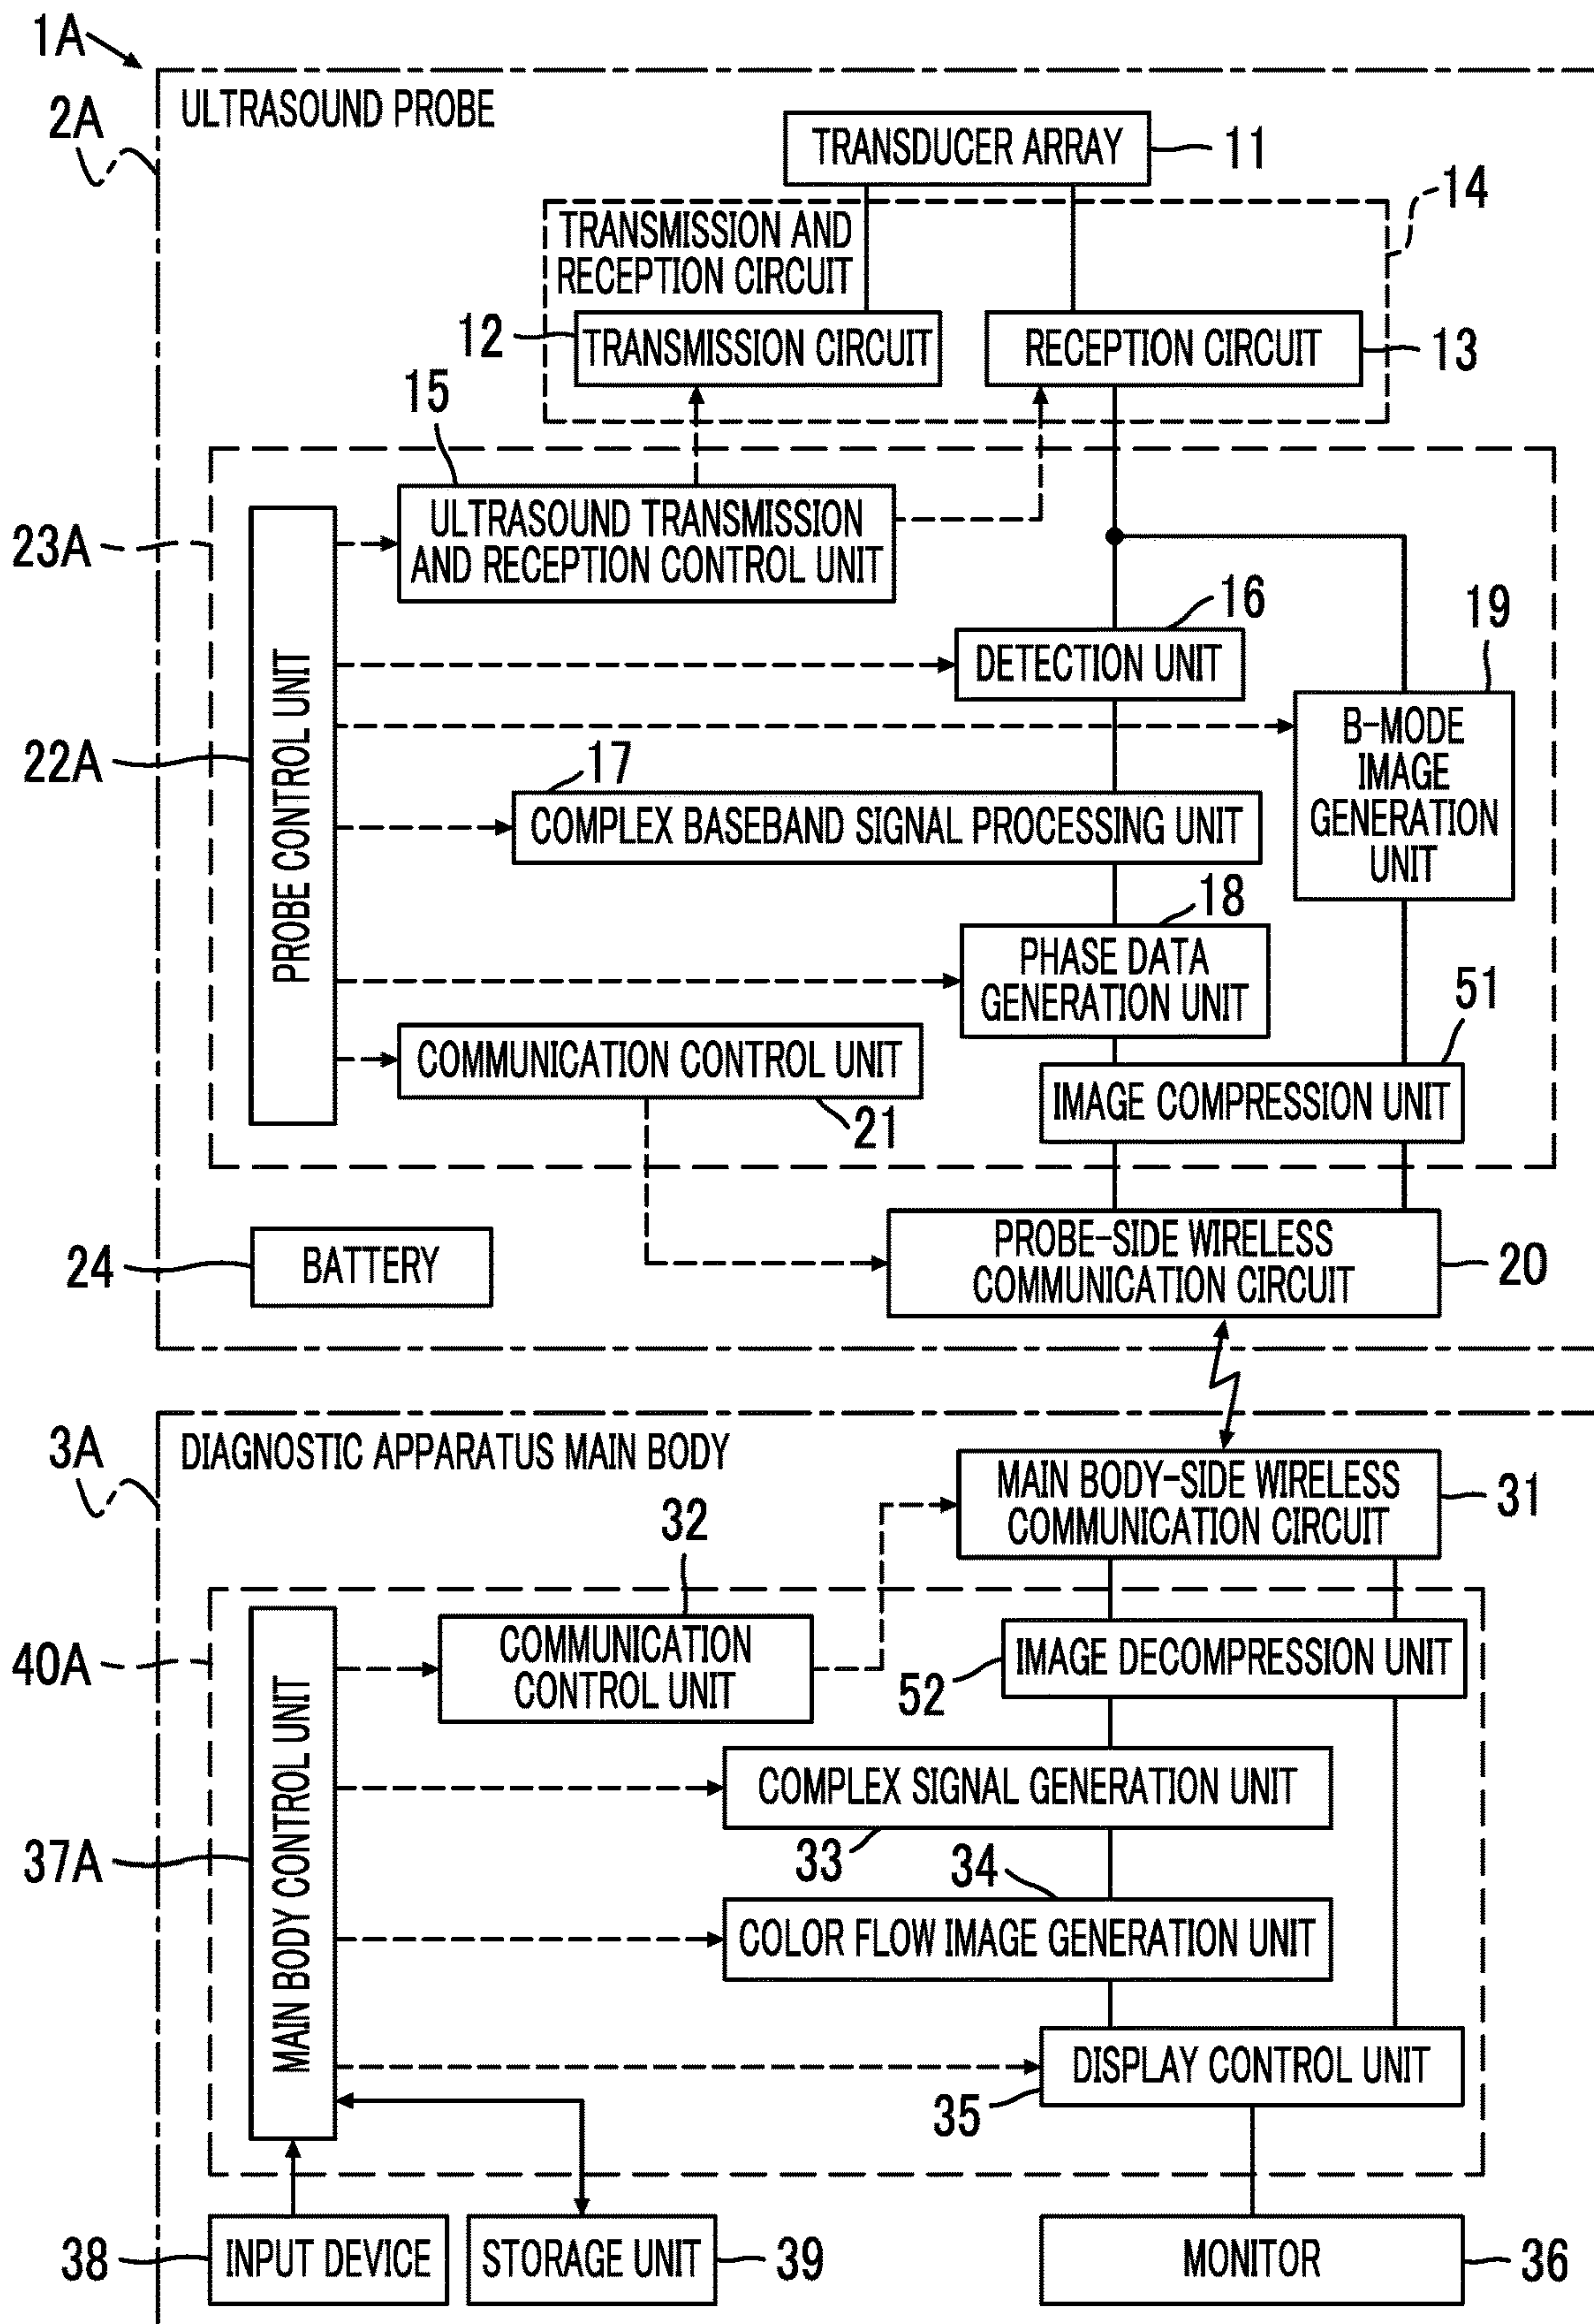 1A
2A
ULTRASOUND PROBE
TRANSDUCER ARRAY
11
14
TRANSMISSION AND
RECEPTION CIRCUIT
12
TRANSMISSION CIRCUIT
RECEPTION CIRCUIT
13
15
ULTRASOUND TRANSMISSION
AND RECEPTION CONTROL UNIT
23A
16
DETECTION UNIT
19
B-MODE
IMAGE
GENERATION
UNIT
22A
PROBE CONTROL UNIT
17
COMPLEX BASEBAND SIGNAL PROCESSING UNIT
18
PHASE DATA
GENERATION UNIT
51
COMMUNICATION CONTROL UNIT
21
IMAGE COMPRESSION UNIT
24
BATTERY
PROBE-SIDE WIRELESS
COMMUNICATION CIRCUIT
20
3A
DIAGNOSTIC APPARATUS MAIN BODY
MAIN BODY-SIDE WIRELESS
COMMUNICATION CIRCUIT
31
32
COMMUNICATION
CONTROL UNIT
40A
IMAGE DECOMPRESSION UNIT
52
37A
MAIN BODY CONTROL UNIT
COMPLEX SIGNAL GENERATION UNIT
33
34
COLOR FLOW IMAGE GENERATION UNIT
DISPLAY CONTROL UNIT
35
38
INPUT DEVICE
STORAGE UNIT
39
MONITOR
36